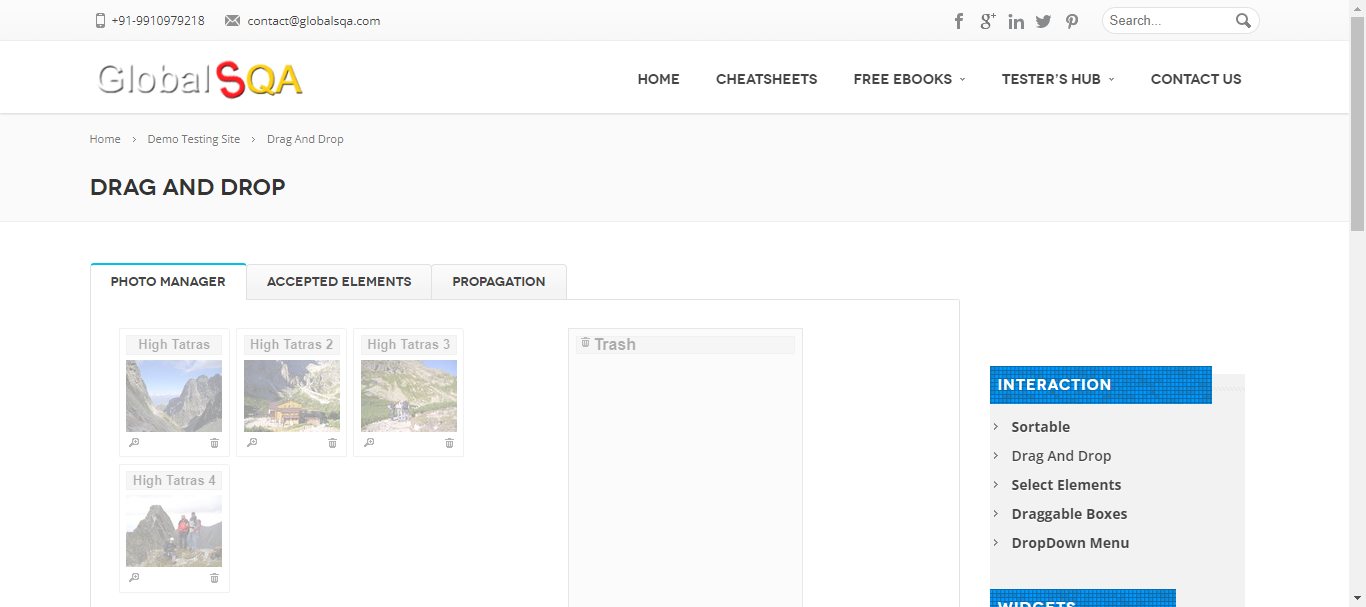 +91-9910979218 contact@globalsqa.com Search...
GlobalSQA
HOME CHEATSHEETS FREE EBOOKS TESTER'S HUB CONTACT US
Home > Demo Testing Site > Drag And Drop
DRAG AND DROP
PHOTO MANAGER ACCEPTED ELEMENTS PROPAGATION
High Tatras High Tatras 2 High Tatras 3
Trash
High Tatras 4
INTERACTION
Sortable
Drag And Drop
Select Elements
Draggable Boxes
DropDown Menu
WIDGETS